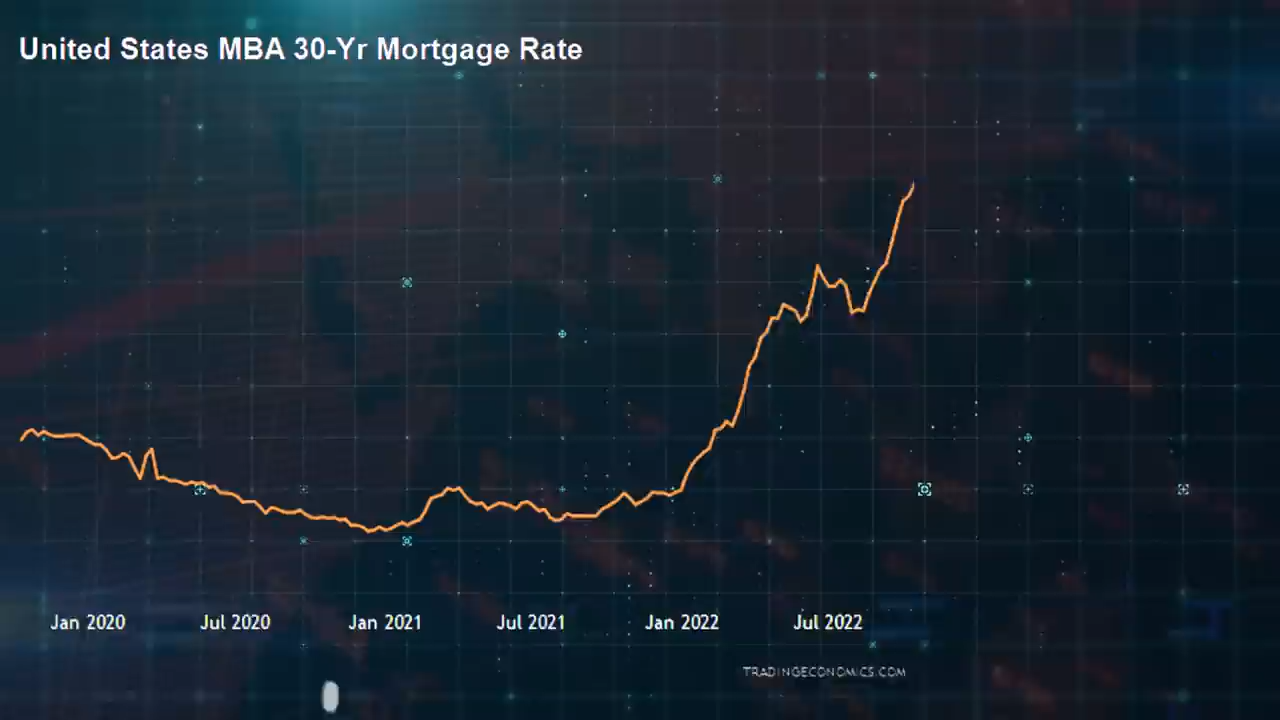 United States MBA 30-Yr Mortgage Rate
Jan 2020 Jul 2020 Jan 2021 Jul 2021 Jan 2022 Jul 2022
TRADINGECONOMICS.COM